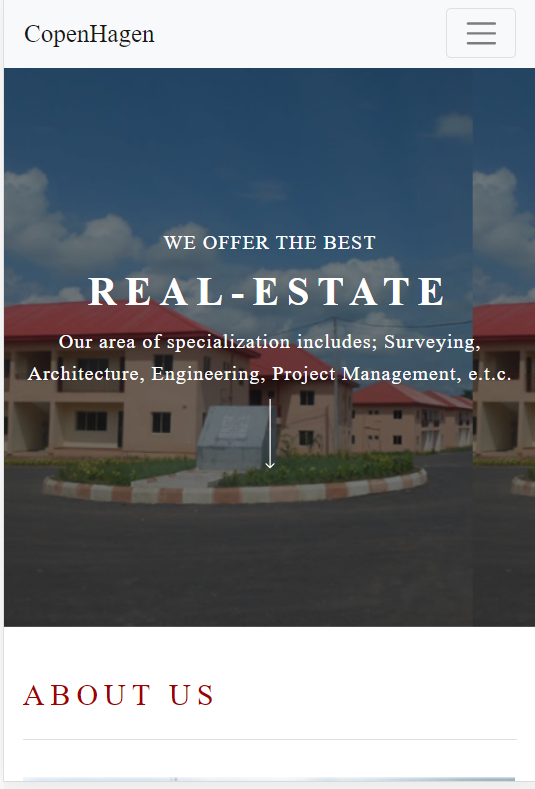 CopenHagen
WE OFFER THE BEST
REAL-ESTATE
Our area of specialization includes; Surveying,
Architecture, Engineering, Project Management, e.t.c.
ABOUT US